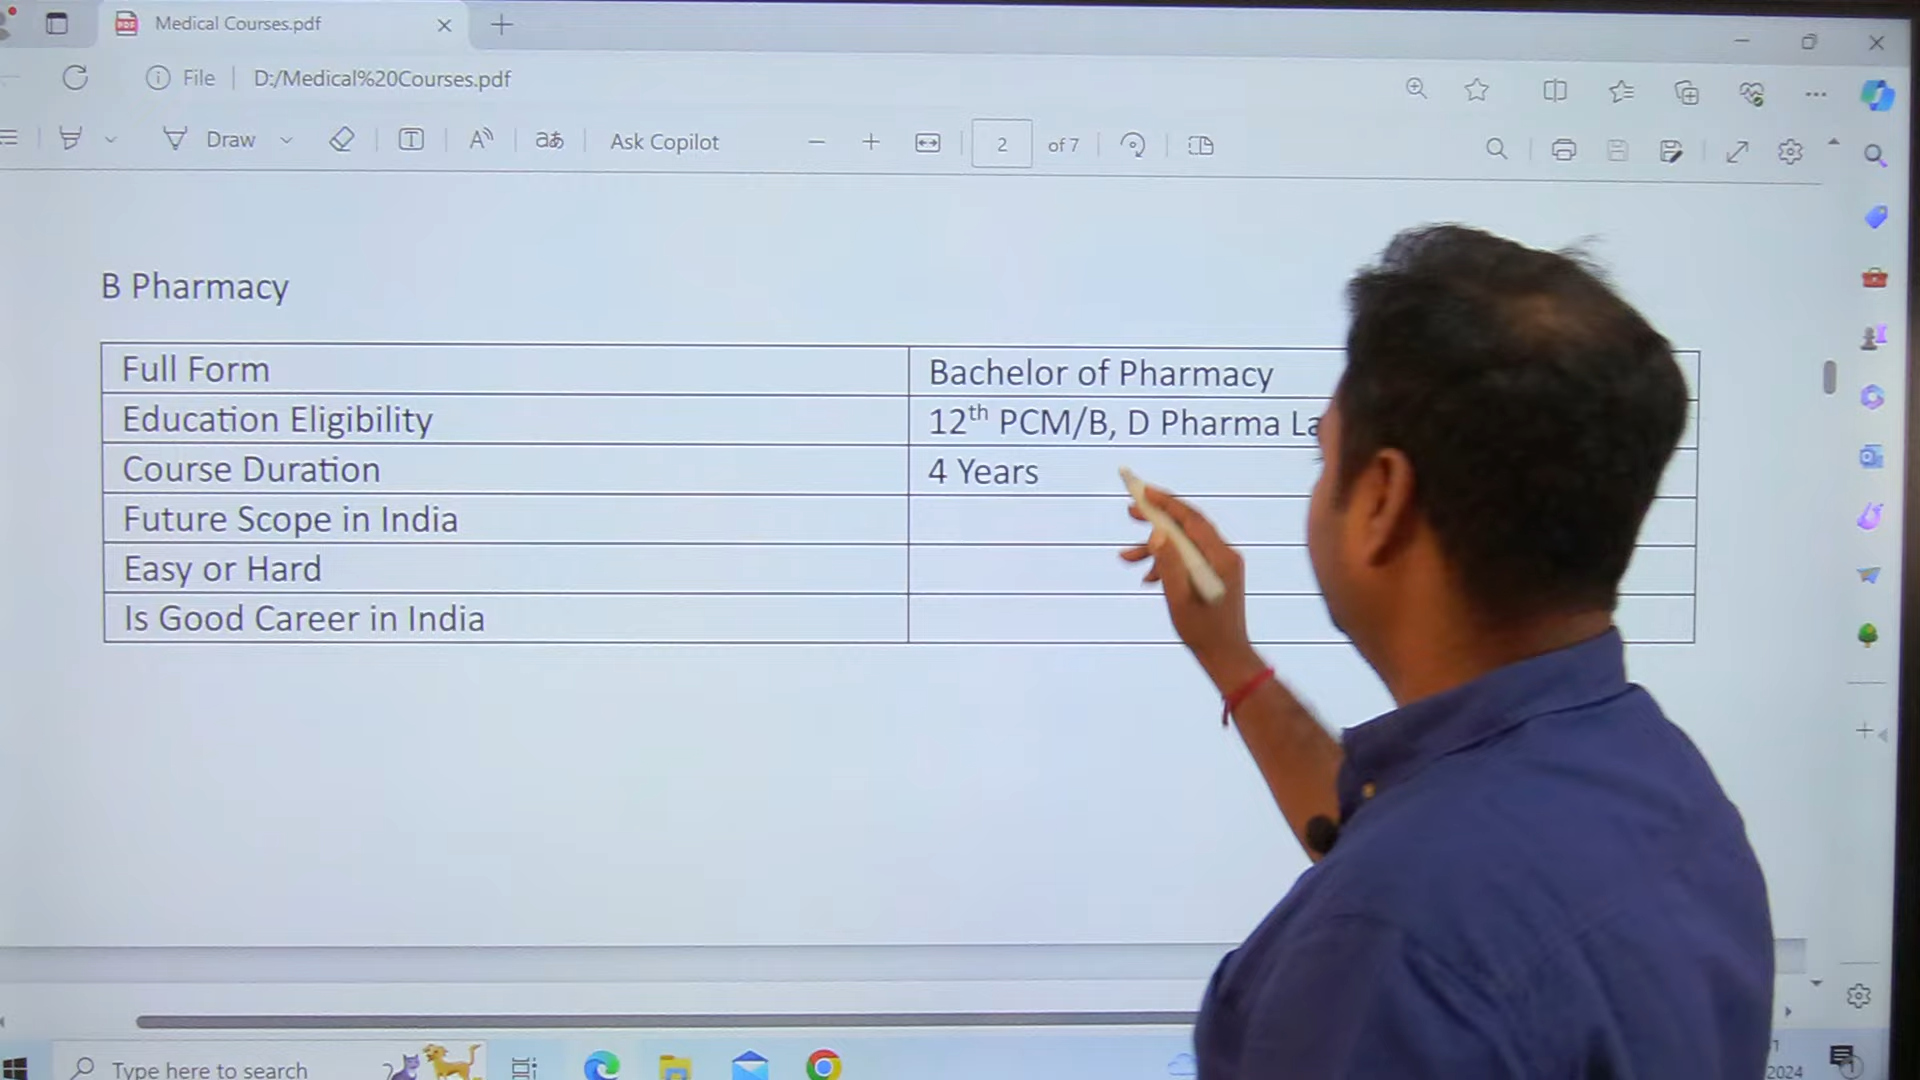 Medical Courses.pdf
File
D:/Medical%20Courses.pdf
Draw
Ask Copilot
2 of 7
B Pharmacy
Full Form Bachelor of Pharmacy
Education Eligibility 12th PCM/B, D Pharma
Course Duration 4 Years
Future Scope in India
Easy or Hard
Is Good Career in India
Type here to search
2024